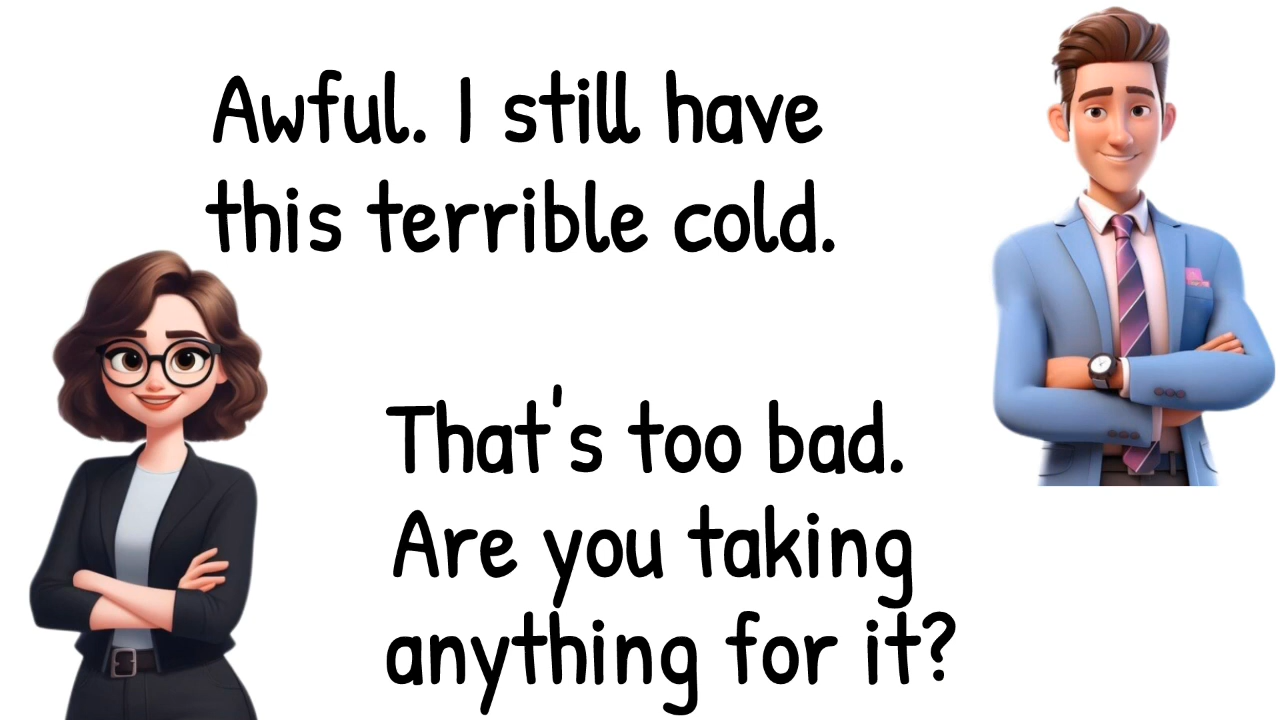 Awful. I still have
this terrible cold.
That's too bad.
Are you taking
anything for it?